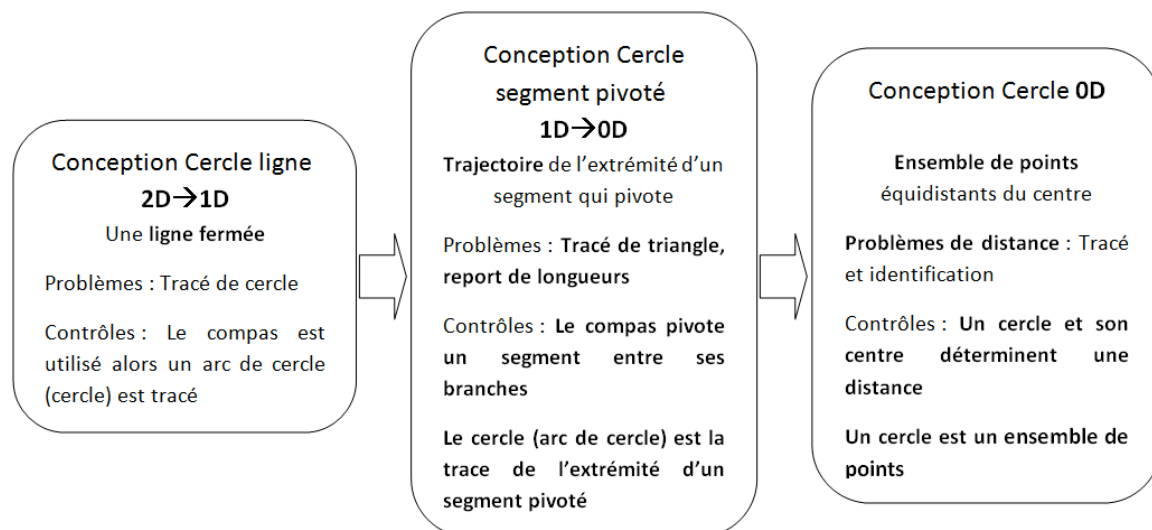 Conception Cercle ligne
2D→1D
Une ligne fermée
Problèmes : Tracé de cercle
Contrôles : Le compas est
utilisé alors un arc de cercle
(cercle) est tracé
Conception Cercle
segment pivoté
1D→0D
Trajectoire de l'extrémité d'un
segment qui pivote
Problèmes : Tracé de triangle,
report de longueurs
Contrôles : Le compas pivote
un segment entre ses
branches
Le cercle (arc de cercle) est la
trace de l'extrémité d'un
segment pivoté
Conception Cercle 0D
Ensemble de points
équidistants du centre
Problèmes de distance : Tracé
et identification
Contrôles : Un cercle et son
centre déterminent une
distance
Un cercle est un ensemble de
points